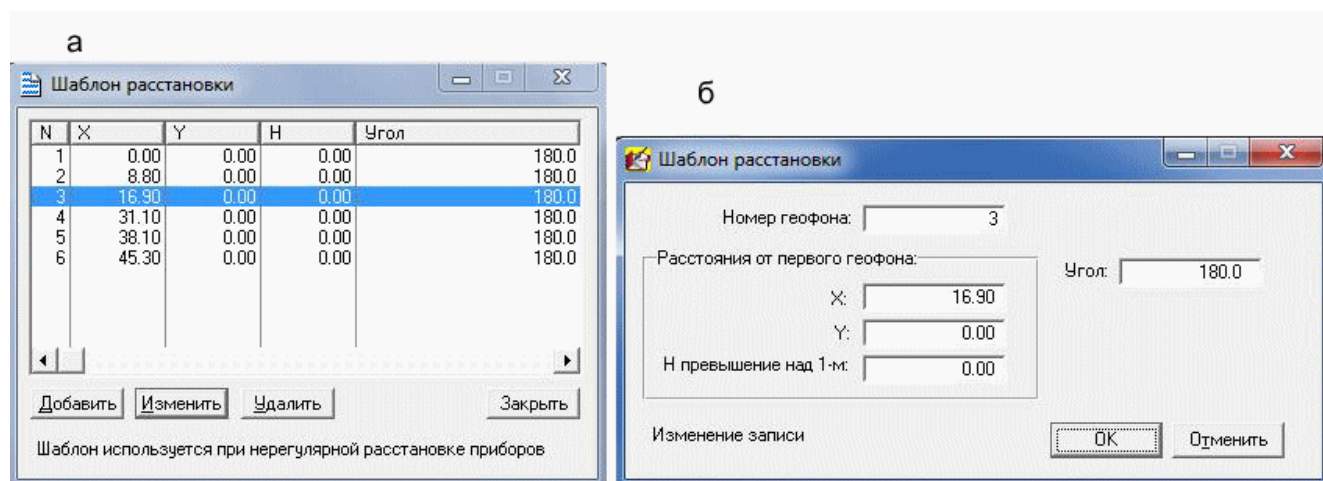 а
Шаблон расстановки
N X Y H Угол
1 0.00 0.00 0.00 180.0
2 8.80 0.00 0.00 180.0
3 16.90 0.00 0.00 180.0
4 31.10 0.00 0.00 180.0
5 38.10 0.00 0.00 180.0
6 45.30 0.00 0.00 180.0
Добавить Изменить Удалить Закрыть
Шаблон используется при нерегулярной расстановке приборов
б
Шаблон расстановки
Номер геофона: 3
Расстояния от первого геофона:
Угол: 180.0
X: 16.90
Y: 0.00
Н превышение над 1-м: 0.00
Изменение записи
OK Отменить